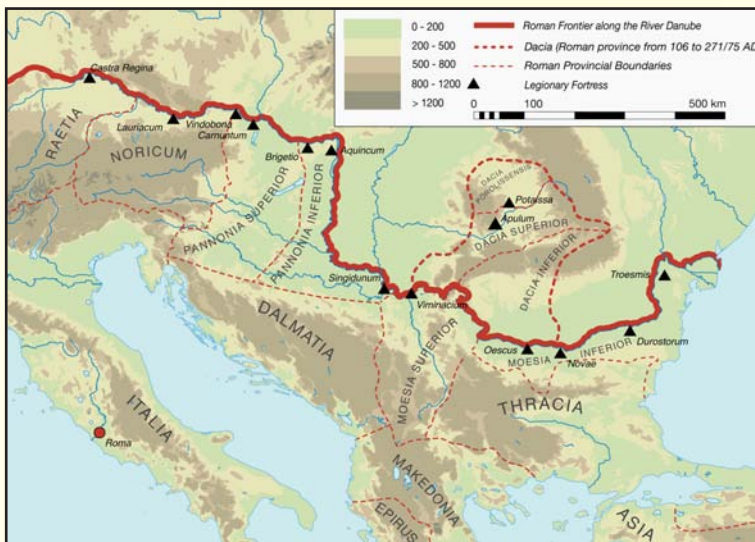 0 - 200
200 - 500
500 - 800
800 - 1200
> 1200
Roman Frontier along the River Danube
Dacia (Roman province from 106 to 271/75 AD
Roman Provincial Boundaries
Legionary Fortress
0 100 500 km
Castra Regina
Lauriacum
Vindobona
Carnuntum
RAETIA
NORICUM
Brigetio
Aquincum
PANNONIA SUPERIOR
PANNONIA INFERIOR
DACIA
POROLISSENSIS
Potaissa
Apulum
DACIA SUPERIOR
DACIA INFERIOR
Singidunum
Viminacium
Troesmis
DALMATIA
MOESIA SUPERIOR
Oescus
MOESIA INFERIOR
Novae
Durostorum
THRACIA
ITALIA
Roma
MAKEDONIA
EPIRUS
ASIA